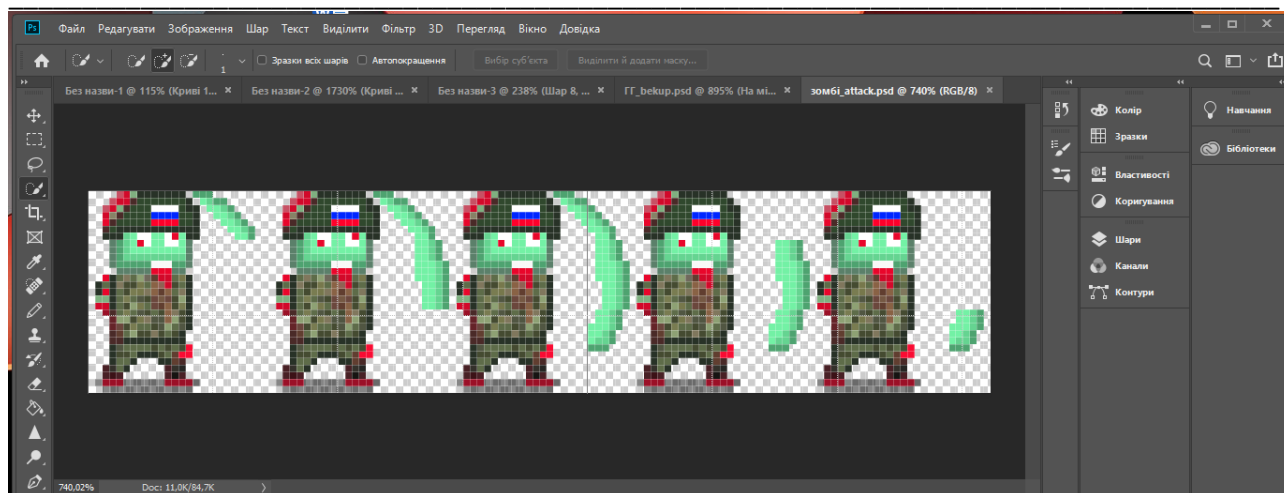 Ps Файл Редагувати Зображення Шар Текст Виділити Фільтр 3D Перегляд Вікно Довідка
1 Зразки всіх шарів Автопокращення Вибір суб'єкта Виділити й додати маску...
Без назви-1 @ 115% (Криві 1... × Без назви-2 @ 1730% (Криві ... × Без назви-3 @ 238% (Шар 8, ... × ГГ_bekup.psd @ 895% (На мі... × зомбі_attack.psd @ 740% (RGB/8) ×
Колір
Зразки
Властивості
Коригування
Шари
Канали
Контури
Навчання
Бібліотеки
740,02% Doc: 11,0K/84,7K